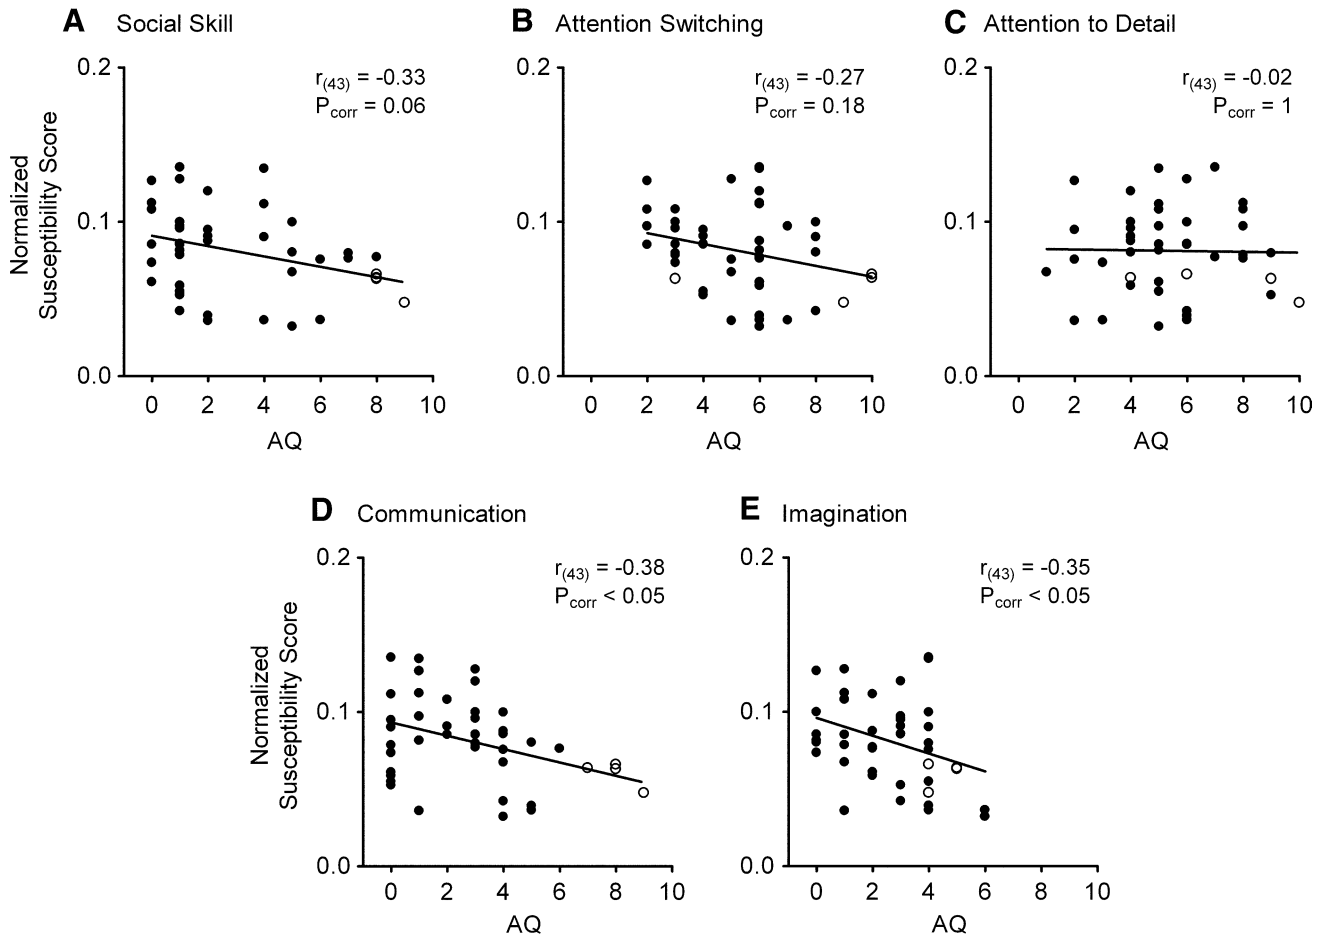 A Social Skill
B Attention Switching
C Attention to Detail
Normalized
Susceptibility Score
0.2
0.1
0.0
r(43) = -0.33
Pcorr = 0.06
0 2 4 6 8 10
AQ
0.2
0.1
0.0
r(43) = -0.27
Pcorr = 0.18
0 2 4 6 8 10
AQ
0.2
0.1
0.0
r(43) = -0.02
Pcorr = 1
0 2 4 6 8 10
AQ
D Communication
E Imagination
Normalized
Susceptibility Score
0.2
0.1
0.0
r(43) = -0.38
Pcorr < 0.05
0 2 4 6 8 10
AQ
0.2
0.1
0.0
r(43) = -0.35
Pcorr < 0.05
0 2 4 6 8 10
AQ